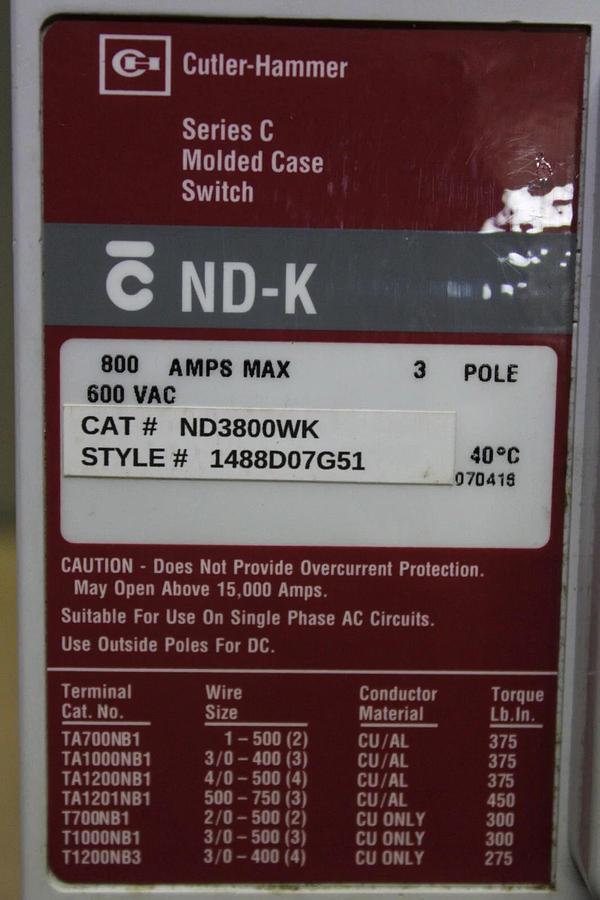 Cutler-Hammer
Series C
Molded Case
Switch
C ND-K
800 AMPS MAX 3 POLE
600 VAC
CAT # ND3800WK
STYLE # 1488D07G51
40°C
070418
CAUTION - Does Not Provide Overcurrent Protection.
May Open Above 15,000 Amps.
Suitable For Use On Single Phase AC Circuits.
Use Outside Poles For DC.
Terminal Wire Conductor Torque
Cat. No. Size Material Lb.In.
TA700NB1 1 – 500 (2) CU/AL 375
TA1000NB1 3/0 – 400 (3) CU/AL 375
TA1200NB1 4/0 – 500 (4) CU/AL 375
TA1201NB1 500 – 750 (3) CU/AL 450
T700NB1 2/0 – 500 (2) CU ONLY 300
T1000NB1 3/0 – 500 (3) CU ONLY 300
T1200NB3 3/0 – 400 (4) CU ONLY 275